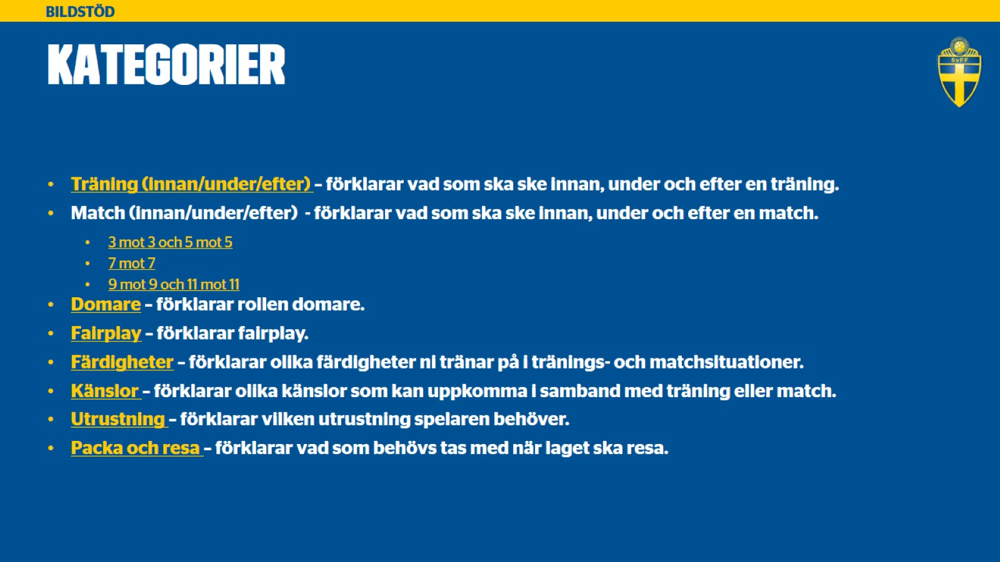 BILDSTÖD
KATEGORIER
SvFF
• Träning (innan/under/efter) – förklarar vad som ska ske innan, under och efter en träning.
• Match (innan/under/efter)  - förklarar vad som ska ske innan, under och efter en match.
• 3 mot 3 och 5 mot 5
• 7 mot 7
• 9 mot 9 och 11 mot 11
• Domare – förklarar rollen domare.
• Fairplay – förklarar fairplay.
• Färdigheter – förklarar olika färdigheter ni tränar på i tränings- och matchsituationer.
• Känslor – förklarar olika känslor som kan uppkomma i samband med träning eller match.
• Utrustning – förklarar vilken utrustning spelaren behöver.
• Packa och resa – förklarar vad som behövs tas med när laget ska resa.